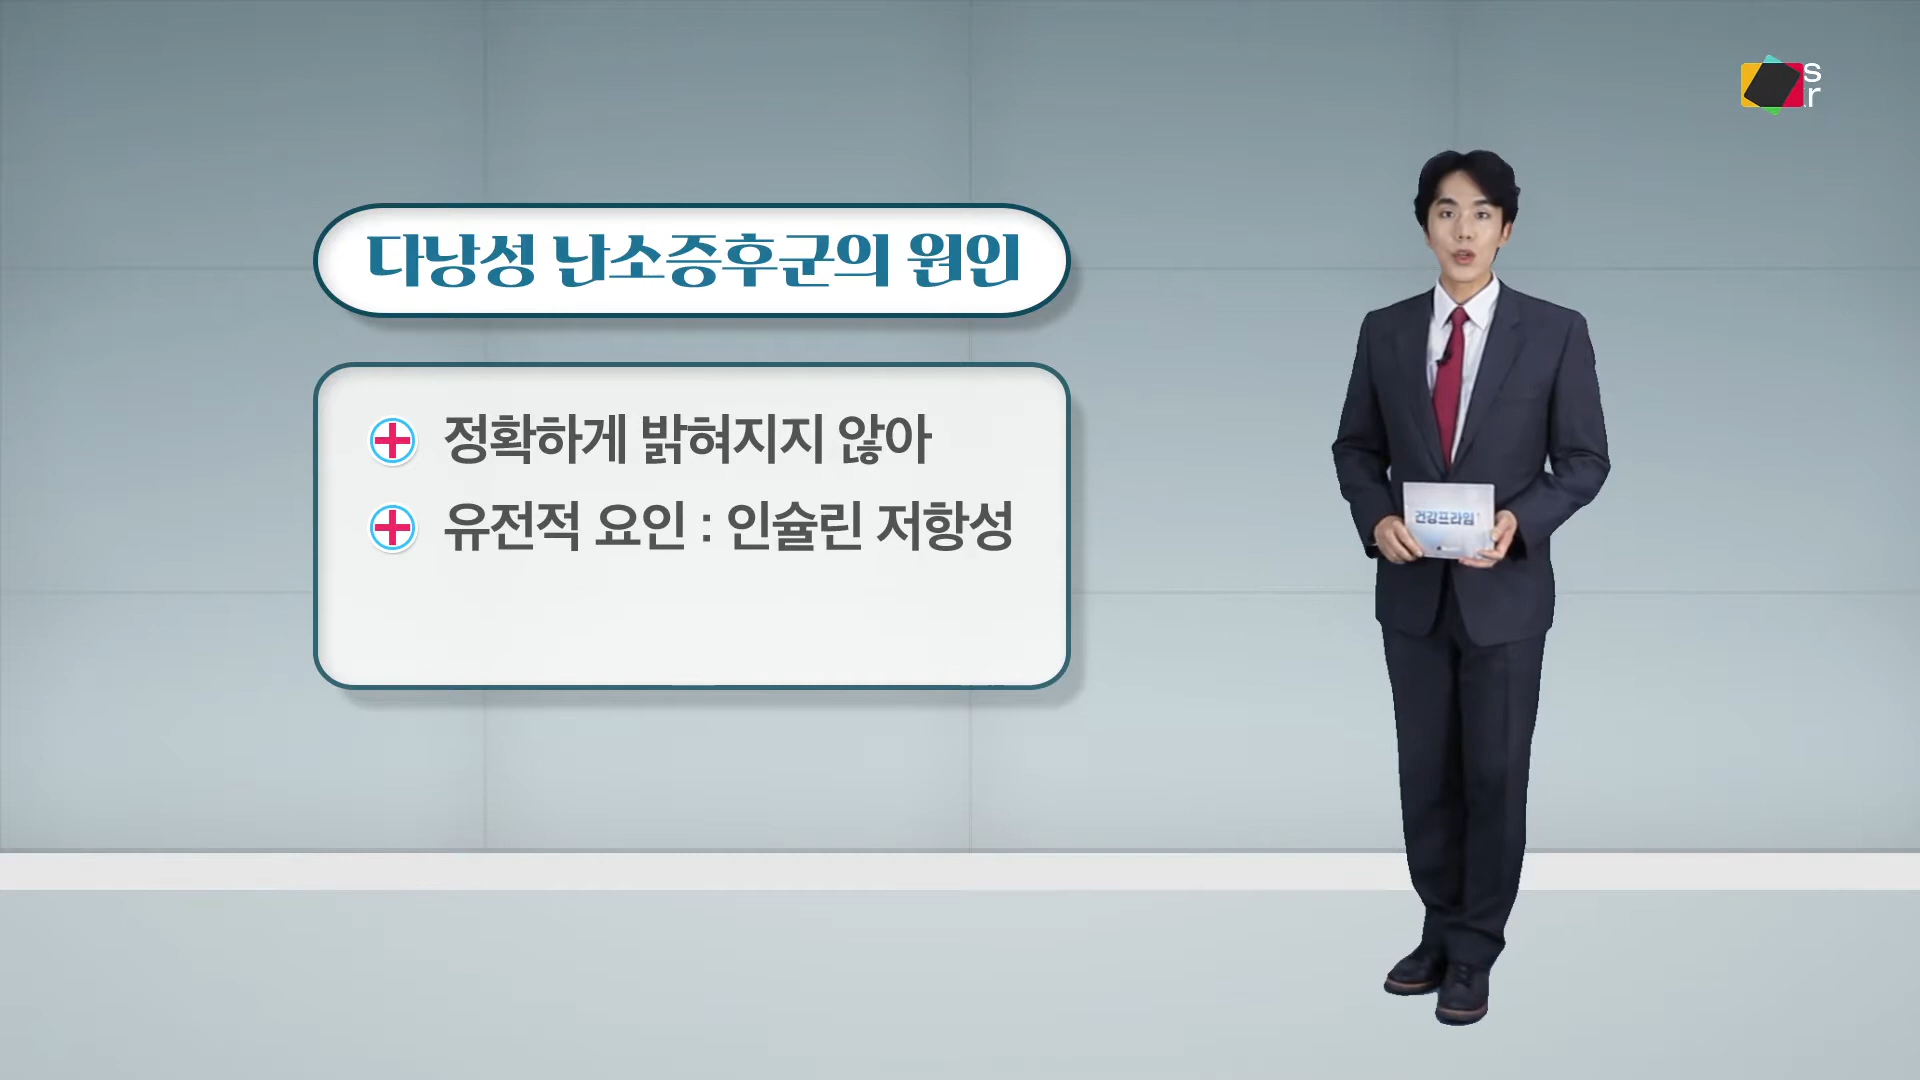 다낭성 난소증후군의 원인
정확하게 밝혀지지 않아
유전적 요인 : 인슐린 저항성
건강프라임